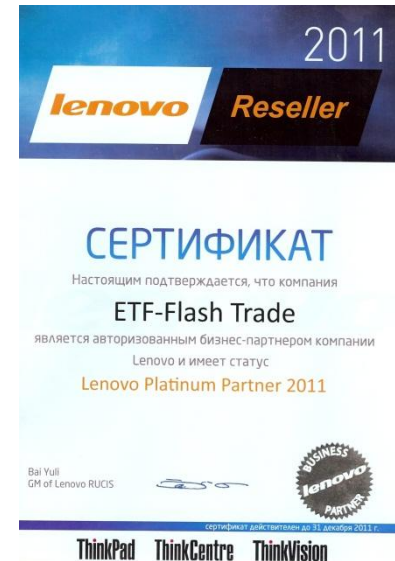 2011
lenovo Reseller
СЕРТИФИКАТ
Настоящим подтверждается, что компания
ETF-Flash Trade
является авторизованным бизнес-партнером компании
Lenovo и имеет статус
Lenovo Platinum Partner 2011
BUSINESS
lenovo
PARTNER
Bai Yuli
GM of Lenovo RUCIS
сертификат действителен до 31 декабря 2011 г.
ThinkPad ThinkCentre ThinkVision